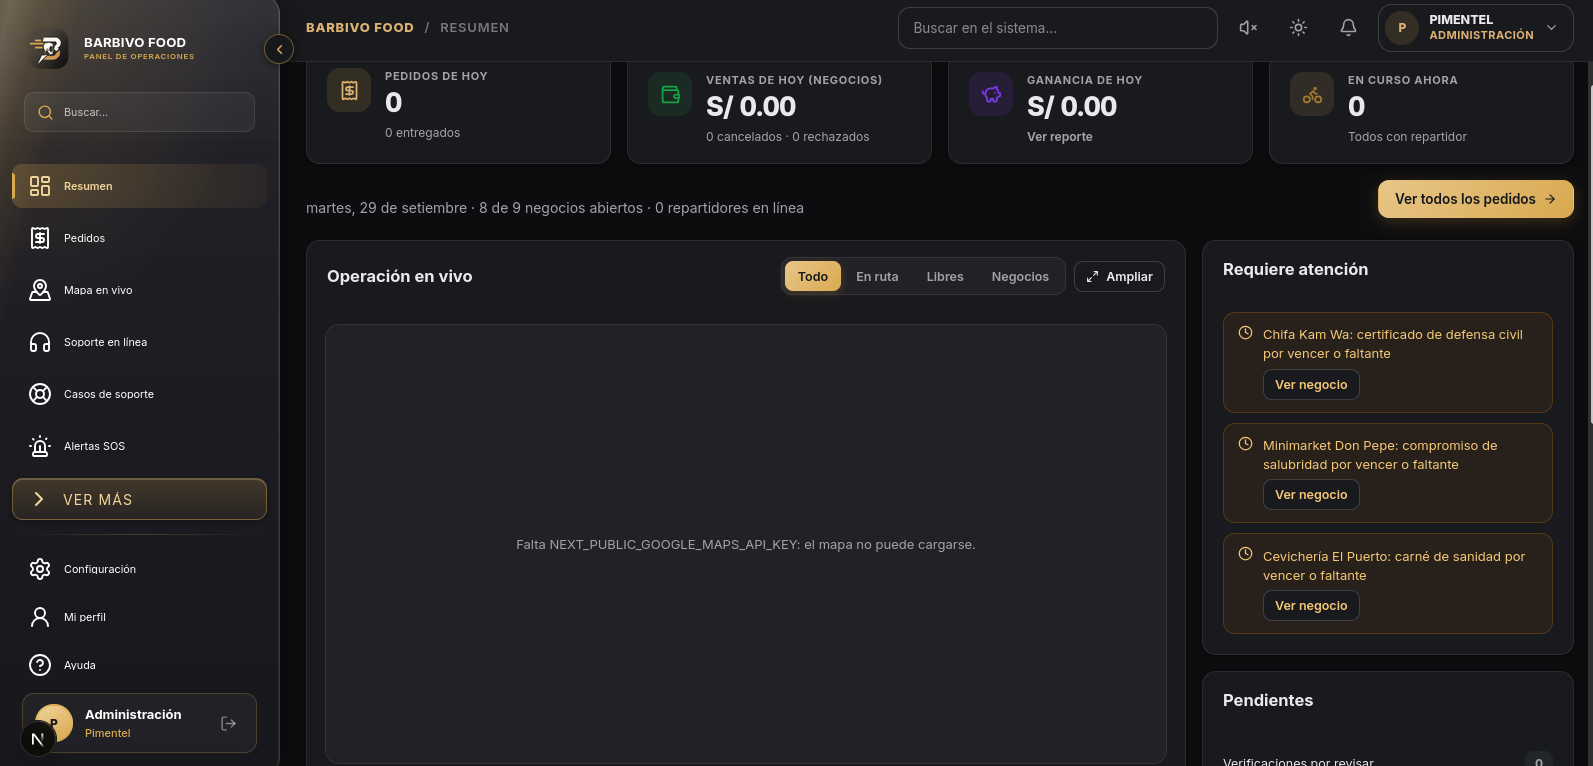 BARBIVO FOOD
PANEL DE OPERACIONES
Buscar...
Resumen
Pedidos
Mapa en vivo
Soporte en línea
Casos de soporte
Alertas SOS
VER MÁS
Configuración
Mi perfil
Ayuda
P
Administración
Pimentel
N
BARBIVO FOOD / RESUMEN
Buscar en el sistema...
P
PIMENTEL
ADMINISTRACIÓN
PEDIDOS DE HOY
0
0 entregados
VENTAS DE HOY (NEGOCIOS)
S/ 0.00
0 cancelados · 0 rechazados
GANANCIA DE HOY
S/ 0.00
Ver reporte
EN CURSO AHORA
0
Todos con repartidor
martes, 29 de setiembre · 8 de 9 negocios abiertos · 0 repartidores en línea
Ver todos los pedidos
Operación en vivo
Todo
En ruta
Libres
Negocios
Ampliar
Falta NEXT_PUBLIC_GOOGLE_MAPS_API_KEY: el mapa no puede cargarse.
Requiere atención
Chifa Kam Wa: certificado de defensa civil
por vencer o faltante
Ver negocio
Minimarket Don Pepe: compromiso de
salubridad por vencer o faltante
Ver negocio
Cevichería El Puerto: carné de sanidad por
vencer o faltante
Ver negocio
Pendientes
Verificaciones por revisar
0